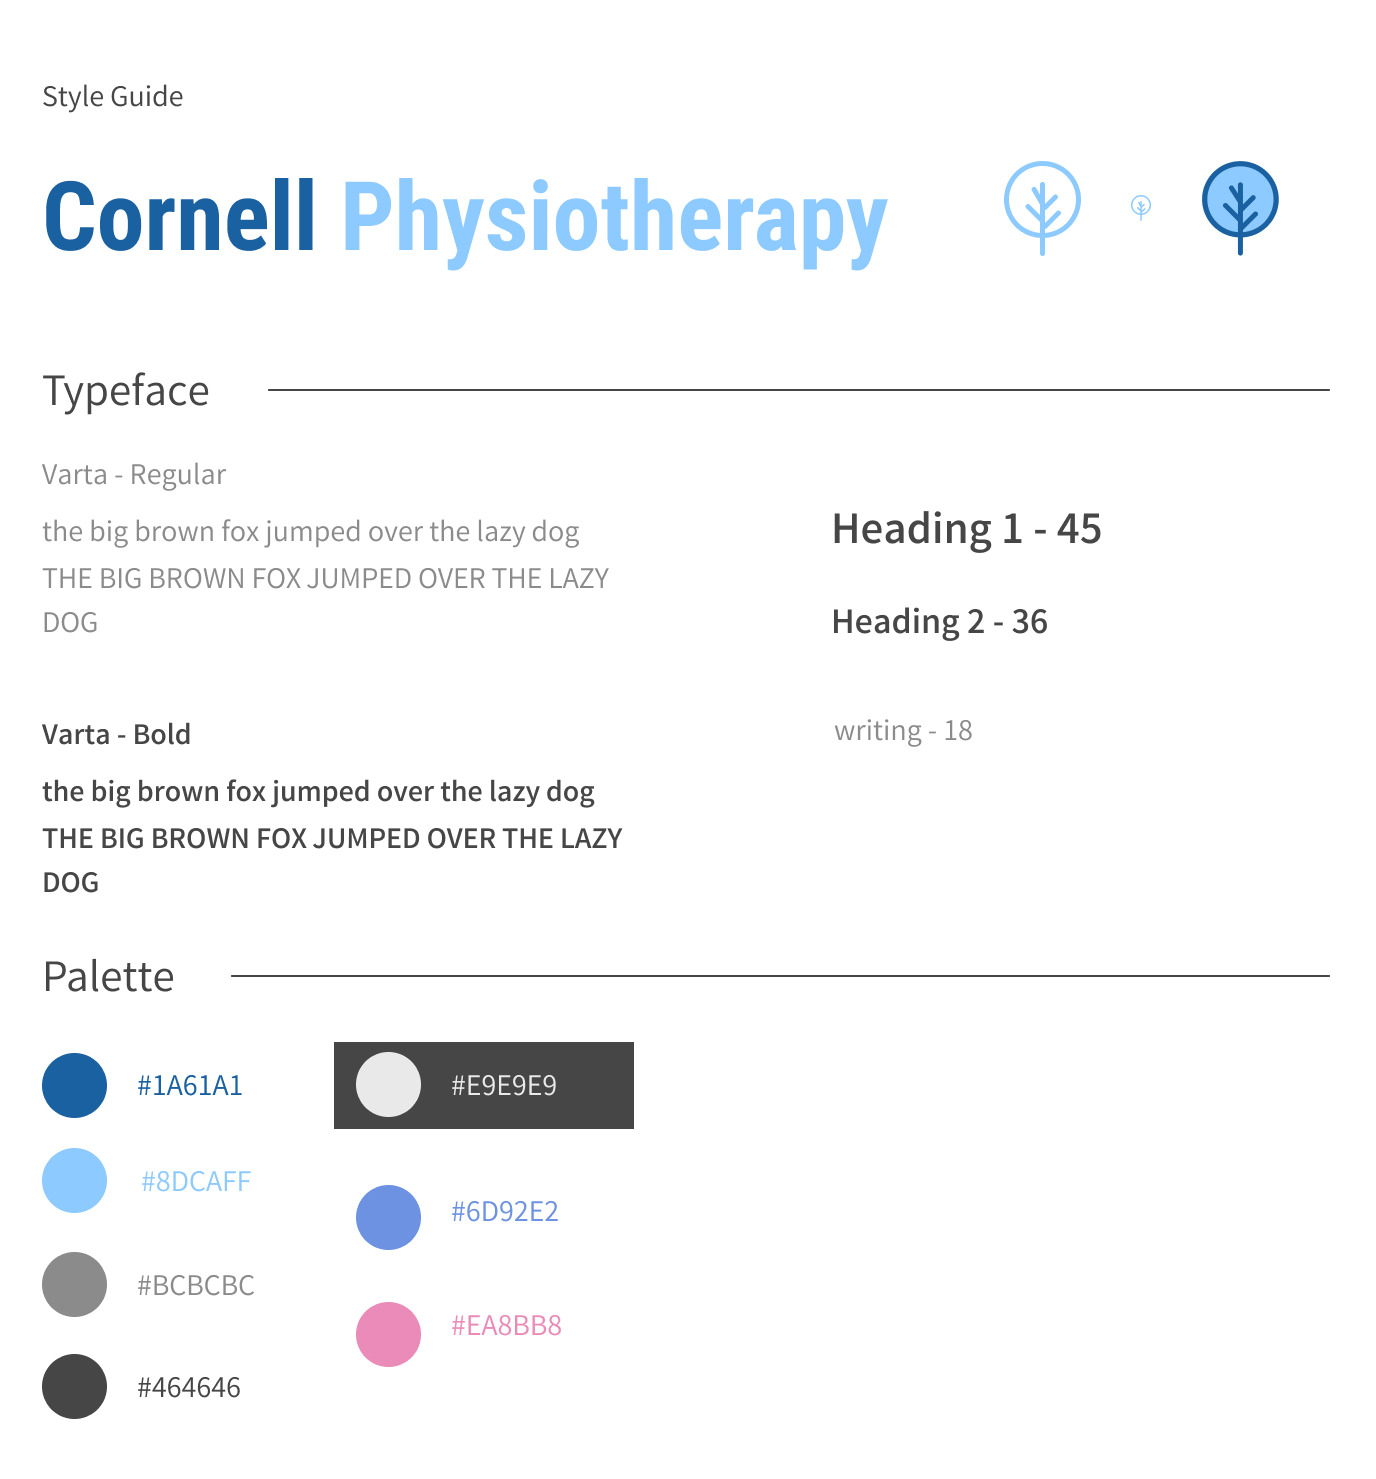 Style Guide
Cornell Physiotherapy
Typeface
Varta - Regular
the big brown fox jumped over the lazy dog
THE BIG BROWN FOX JUMPED OVER THE LAZY
DOG
Varta - Bold
the big brown fox jumped over the lazy dog
THE BIG BROWN FOX JUMPED OVER THE LAZY
DOG
Heading 1 - 45
Heading 2 - 36
writing - 18
Palette
#1A61A1
#8DCAFF
#BCBCBC
#464646
#E9E9E9
#6D92E2
#EA8BB8